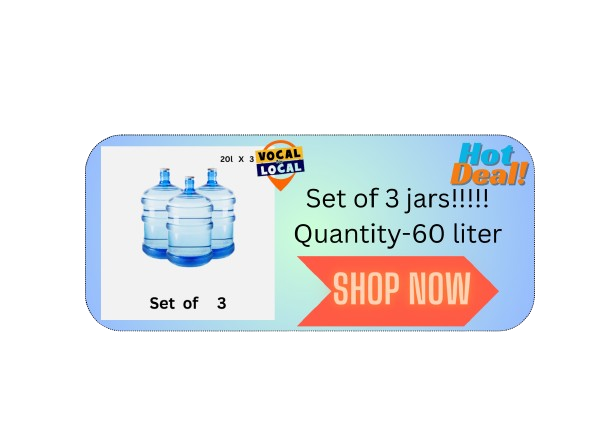 20l X 3
VOCAL
LOCAL
Hot
Deal!
Set of 3 jars!!!!!
Quantity-60 liter
SHOP NOW
Set of 3